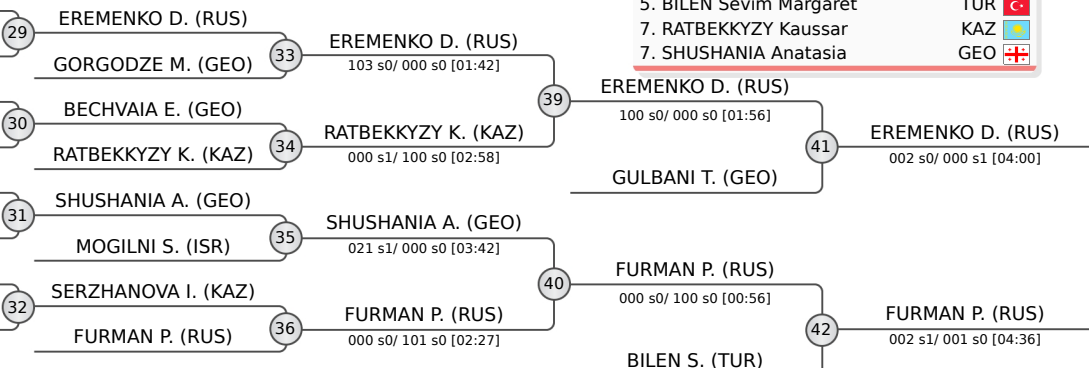 5. BILEN Sevim Margaret TUR
7. RATBEKKYZY Kaussar KAZ
7. SHUSHANIA Anatasia GEO
29
EREMENKO D. (RUS)
GORGODZE M. (GEO)
33
EREMENKO D. (RUS)
103 s0/ 000 s0 [01:42]
30
BECHVAIA E. (GEO)
RATBEKKYZY K. (KAZ)
34
RATBEKKYZY K. (KAZ)
000 s1/ 100 s0 [02:58]
39
EREMENKO D. (RUS)
100 s0/ 000 s0 [01:56]
GULBANI T. (GEO)
41
EREMENKO D. (RUS)
002 s0/ 000 s1 [04:00]
31
SHUSHANIA A. (GEO)
MOGILNI S. (ISR)
35
SHUSHANIA A. (GEO)
021 s1/ 000 s0 [03:42]
32
SERZHANOVA I. (KAZ)
FURMAN P. (RUS)
36
FURMAN P. (RUS)
000 s0/ 101 s0 [02:27]
40
FURMAN P. (RUS)
000 s0/ 100 s0 [00:56]
BILEN S. (TUR)
42
FURMAN P. (RUS)
002 s1/ 001 s0 [04:36]